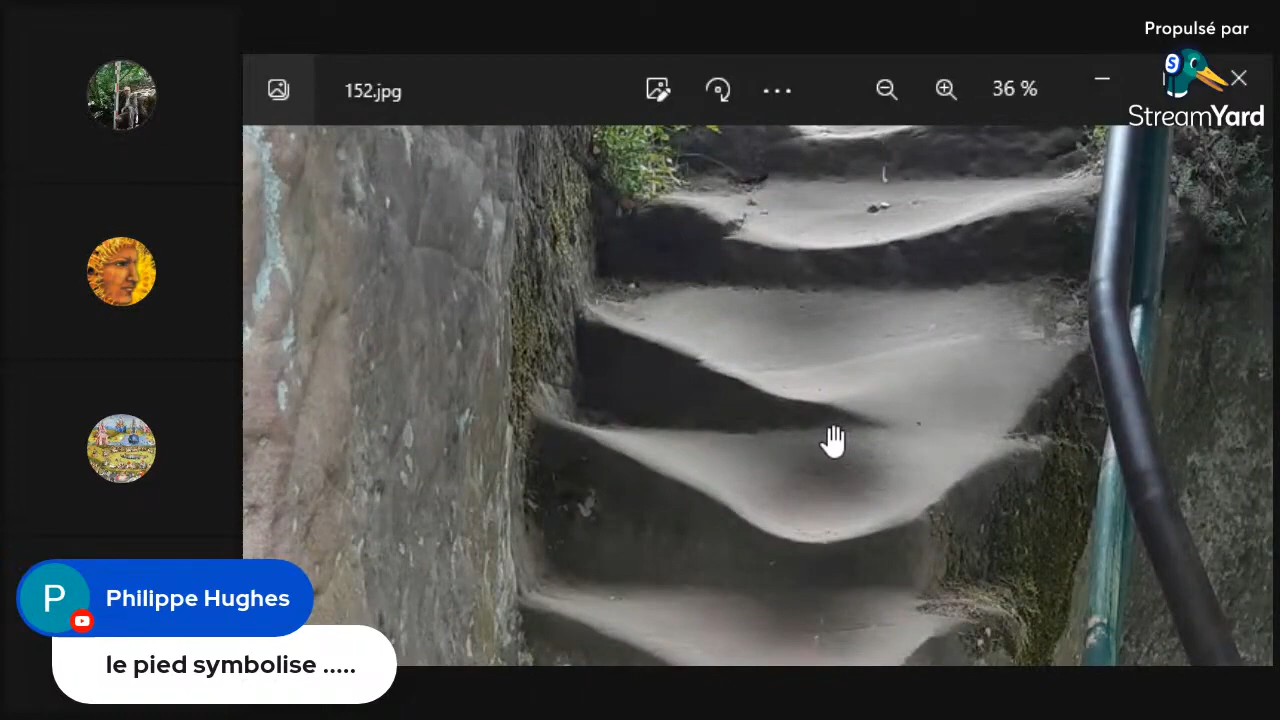 Propulsé par
StreamYard
152.jpg
36 %
P
Philippe Hughes
le pied symbolise .....